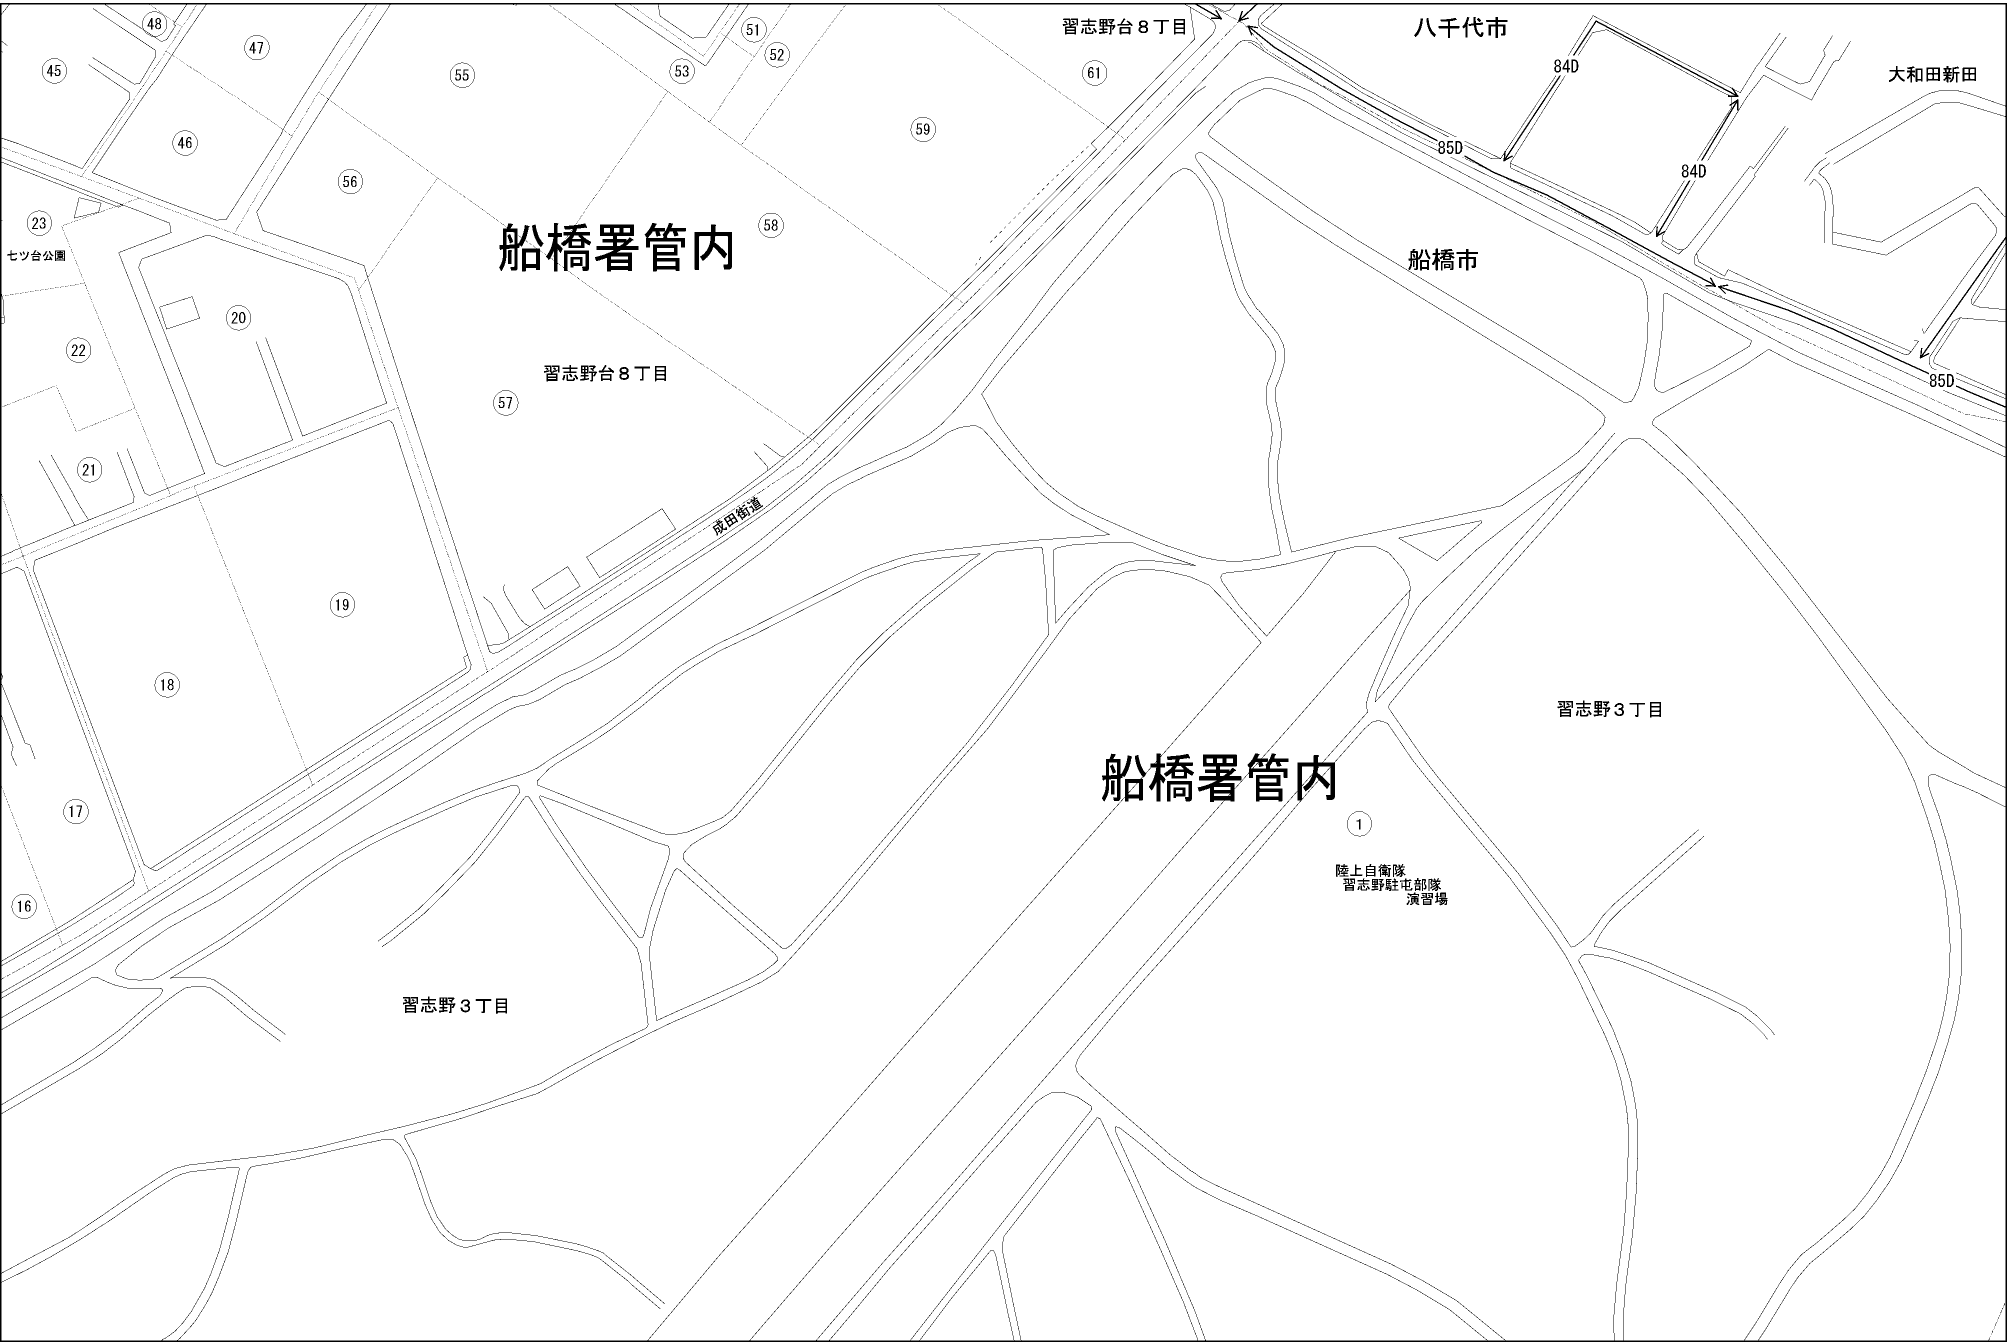 48
47
45
46
55
51
52
53
習志野台８丁目
61
八千代市
大和田新田
84D
85D
84D
59
56
58
23
七ツ台公園
船橋署管内
船橋市
20
22
習志野台８丁目
57
85D
21
成田街道
19
18
習志野３丁目
船橋署管内
17
1
陸上自衛隊
習志野駐屯部隊
演習場
16
習志野３丁目